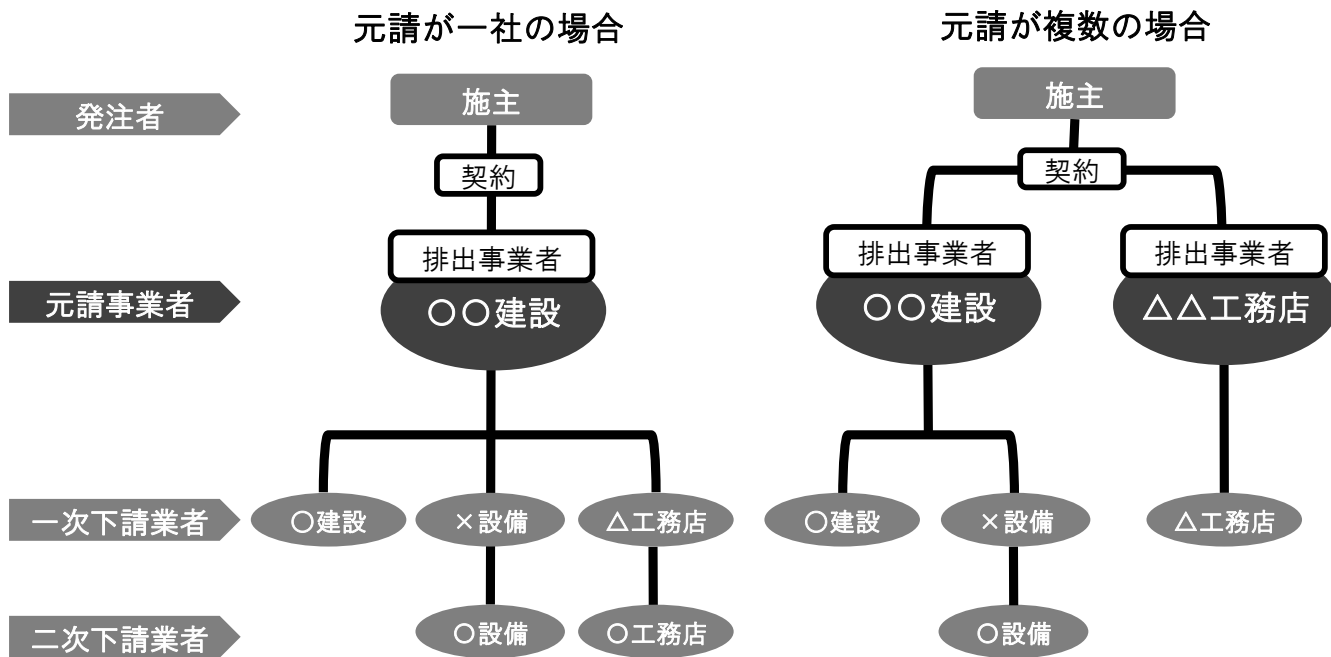 元請が一社の場合
元請が複数の場合
発注者
施主
施主
契約
契約
排出事業者
排出事業者
排出事業者
元請事業者
〇〇建設
〇〇建設
△△工務店
一次下請業者
〇建設
×設備
△工務店
〇建設
×設備
△工務店
二次下請業者
〇設備
〇工務店
〇設備